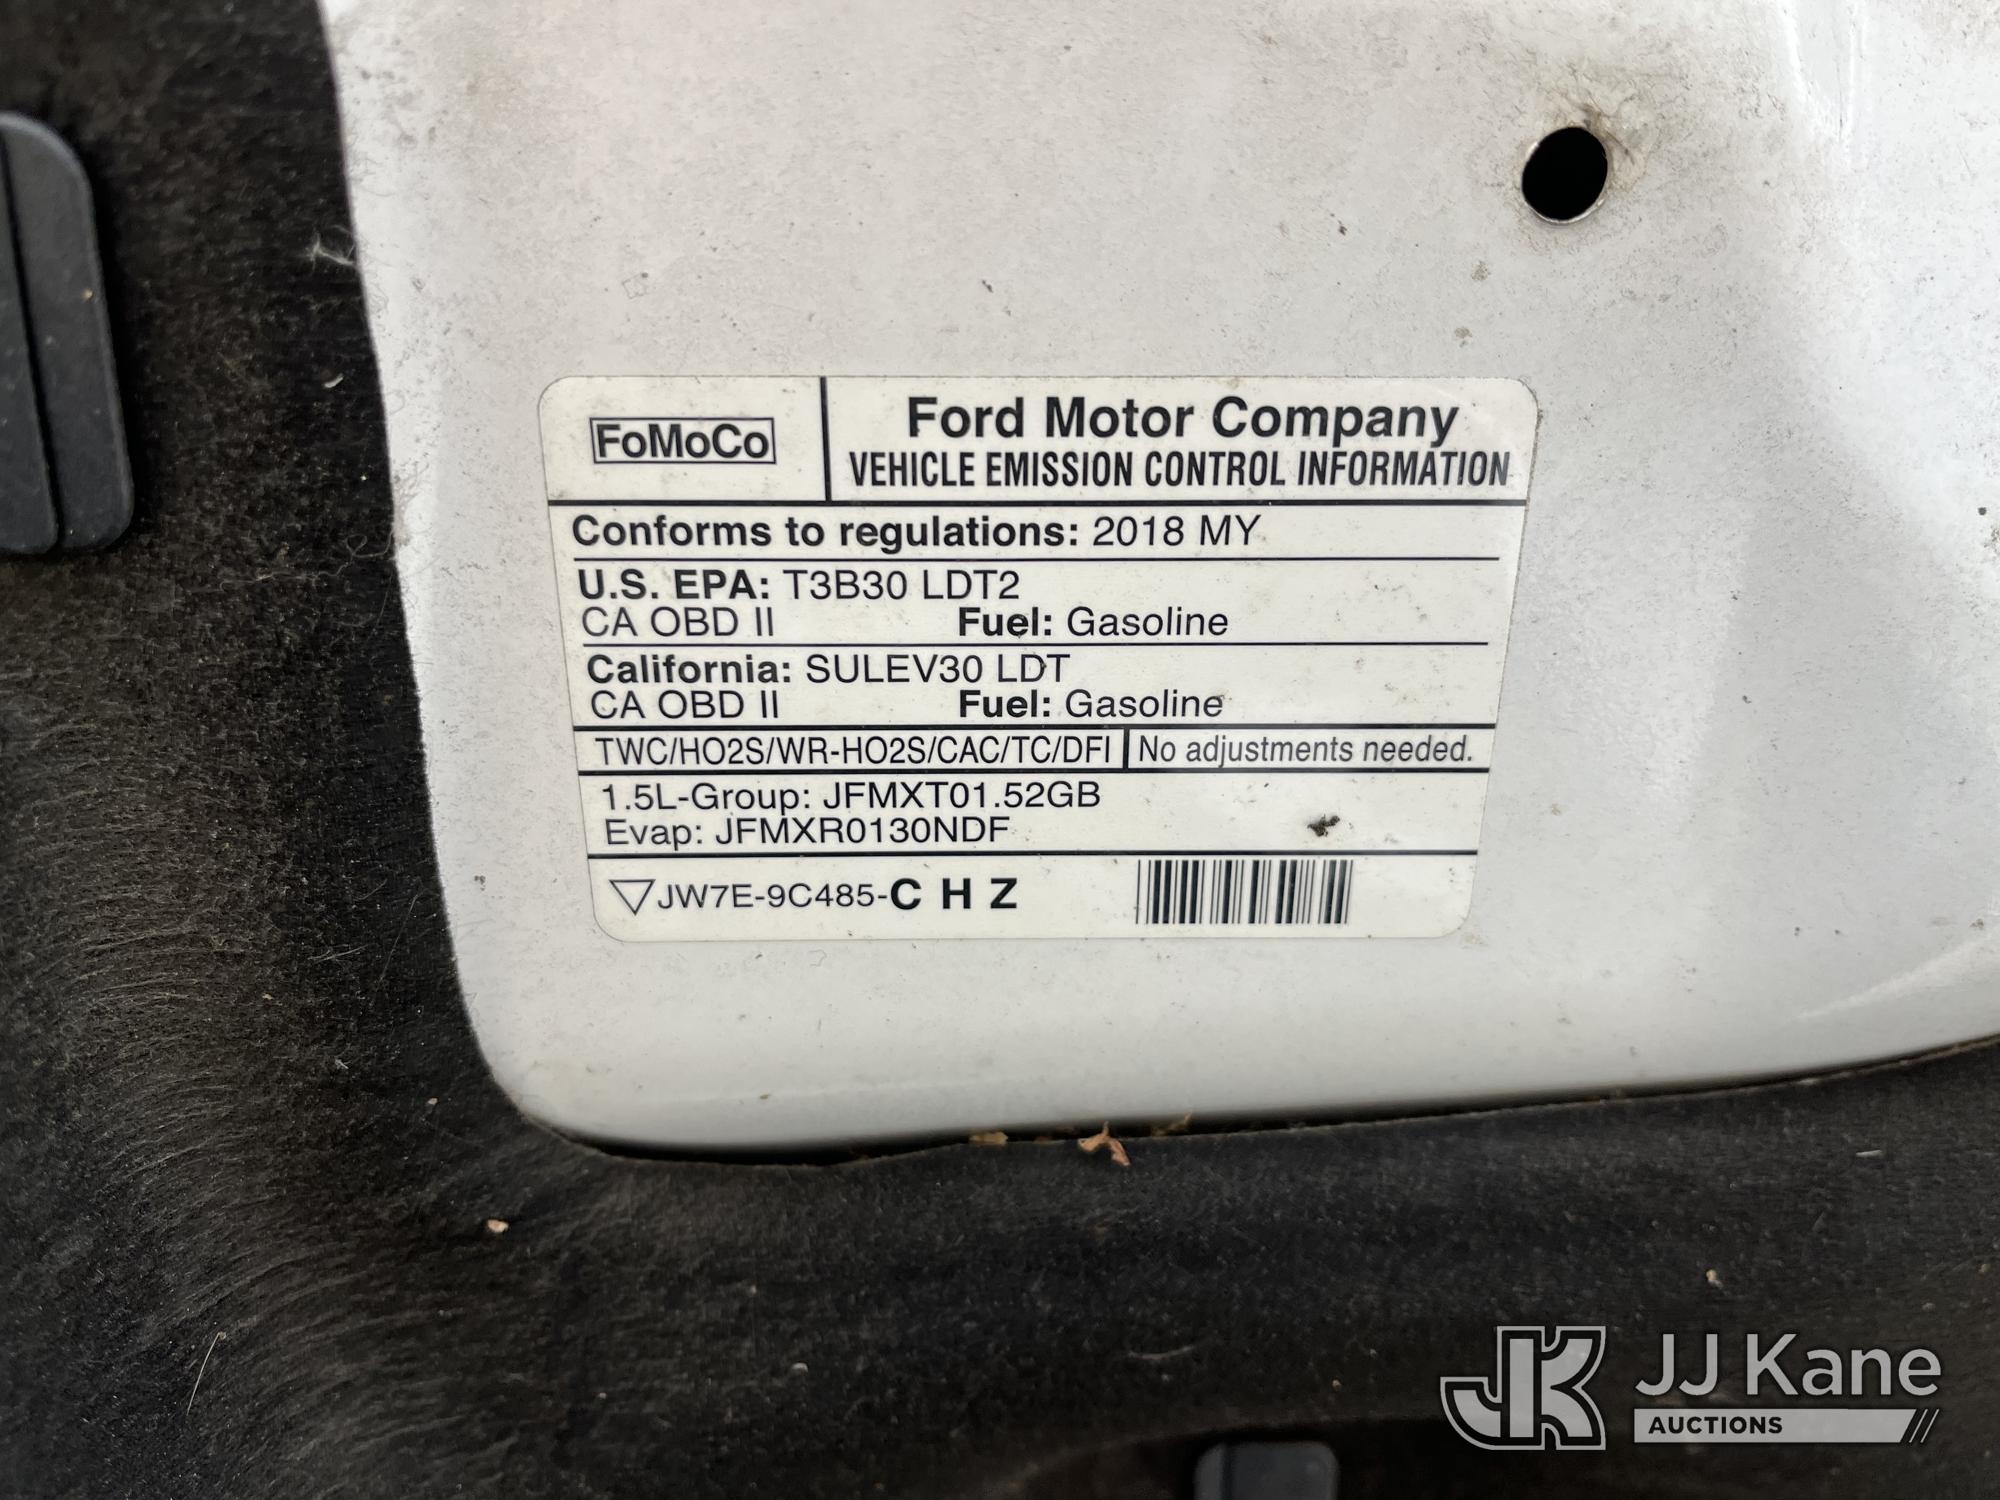 FoMoCo
Ford Motor Company
VEHICLE EMISSION CONTROL INFORMATION
Conforms to regulations: 2018 MY
U.S. EPA: T3B30 LDT2
CA OBD II Fuel: Gasoline
California: SULEV30 LDT
CA OBD II Fuel: Gasoline
TWC/HO2S/WR-HO2S/CAC/TC/DFI No adjustments needed.
1.5L-Group: JFMXT01.52GB
Evap: JFMXR0130NDF
JW7E-9C485-C H Z
JK JJ Kane
AUCTIONS